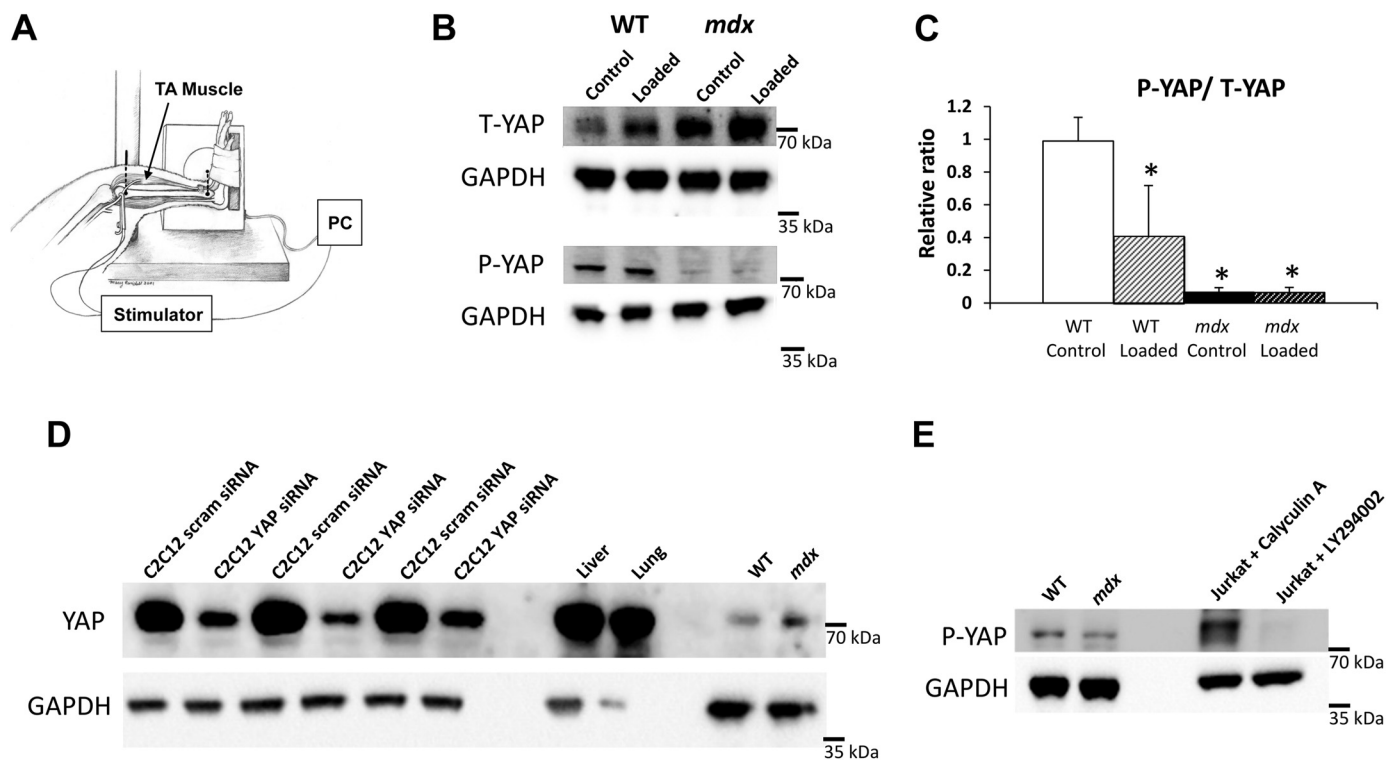 A
TA Muscle
PC
Stimulator
B
WT mdx
Control Loaded Control Loaded
T-YAP
70 kDa
GAPDH
35 kDa
P-YAP
70 kDa
GAPDH
35 kDa
C
P-YAP/ T-YAP
Relative ratio
1.2
1
0.8
0.6
0.4
0.2
0
*
*
*
WT Control
WT Loaded
mdx Control
mdx Loaded
D
C2C12 scram siRNA
C2C12 YAP siRNA
C2C12 scram siRNA
C2C12 YAP siRNA
C2C12 scram siRNA
C2C12 YAP siRNA
Liver
Lung
WT
mdx
YAP
70 kDa
GAPDH
35 kDa
E
WT
mdx
Jurkat + Calyculin A
Jurkat + LY294002
P-YAP
70 kDa
GAPDH
35 kDa